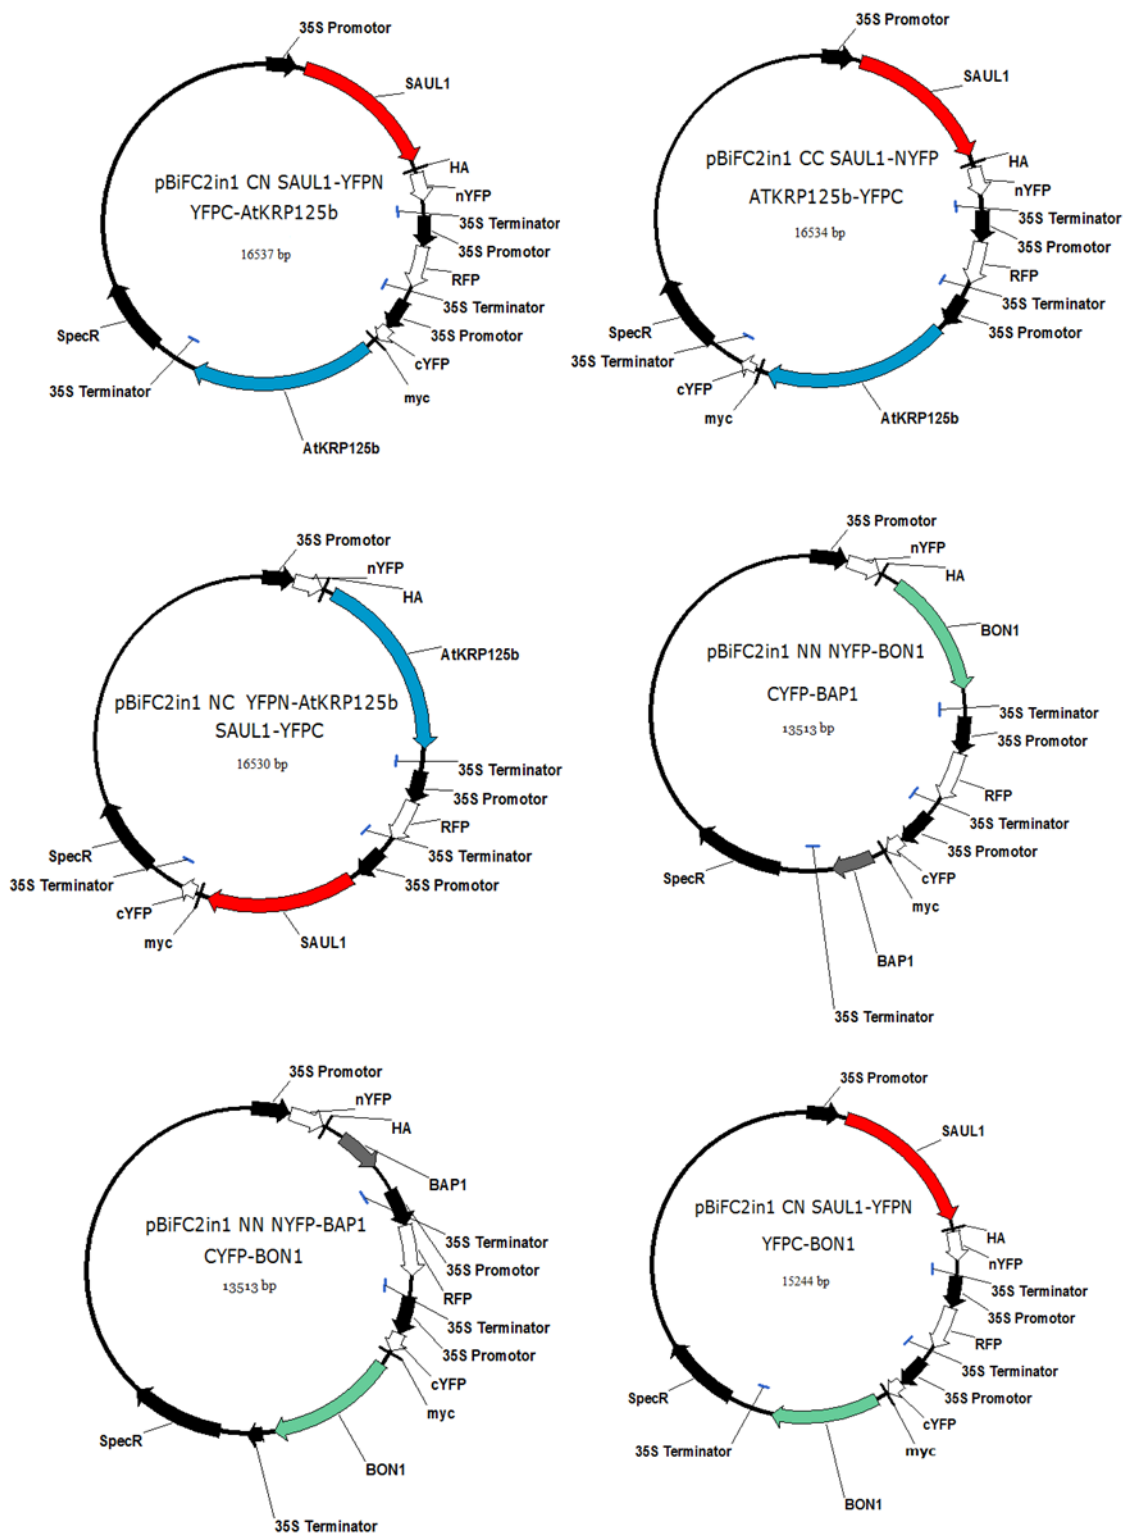 35S Promotor
SAUL1
HA
nYFP
35S Terminator
35S Promotor
RFP
35S Terminator
35S Promotor
cYFP
myc
AtKRP125b
35S Terminator
SpecR
pBiFC2in1 CN SAUL1-YFPN
YFPC-AtKRP125b
16537 bp
35S Promotor
SAUL1
HA
nYFP
35S Terminator
35S Promotor
RFP
35S Terminator
35S Promotor
AtKRP125b
myc
cYFP
35S Terminator
SpecR
pBiFC2in1 CC SAUL1-NYFP
ATKRP125b-YFPC
16534 bp
35S Promotor
nYFP
HA
AtKRP125b
35S Terminator
35S Promotor
RFP
35S Terminator
35S Promotor
SAUL1
myc
cYFP
35S Terminator
SpecR
pBiFC2in1 NC YFPN-AtKRP125b
SAUL1-YFPC
16530 bp
35S Promotor
nYFP
HA
BON1
35S Terminator
35S Promotor
RFP
35S Terminator
35S Promotor
cYFP
myc
BAP1
35S Terminator
SpecR
pBiFC2in1 NN NYFP-BON1
CYFP-BAP1
13513 bp
35S Promotor
nYFP
HA
BAP1
35S Terminator
35S Promotor
RFP
35S Terminator
35S Promotor
cYFP
myc
BON1
35S Terminator
SpecR
pBiFC2in1 NN NYFP-BAP1
CYFP-BON1
13513 bp
35S Promotor
SAUL1
HA
nYFP
35S Terminator
35S Promotor
RFP
35S Terminator
35S Promotor
cYFP
myc
BON1
35S Terminator
SpecR
pBiFC2in1 CN SAUL1-YFPN
YFPC-BON1
15244 bp